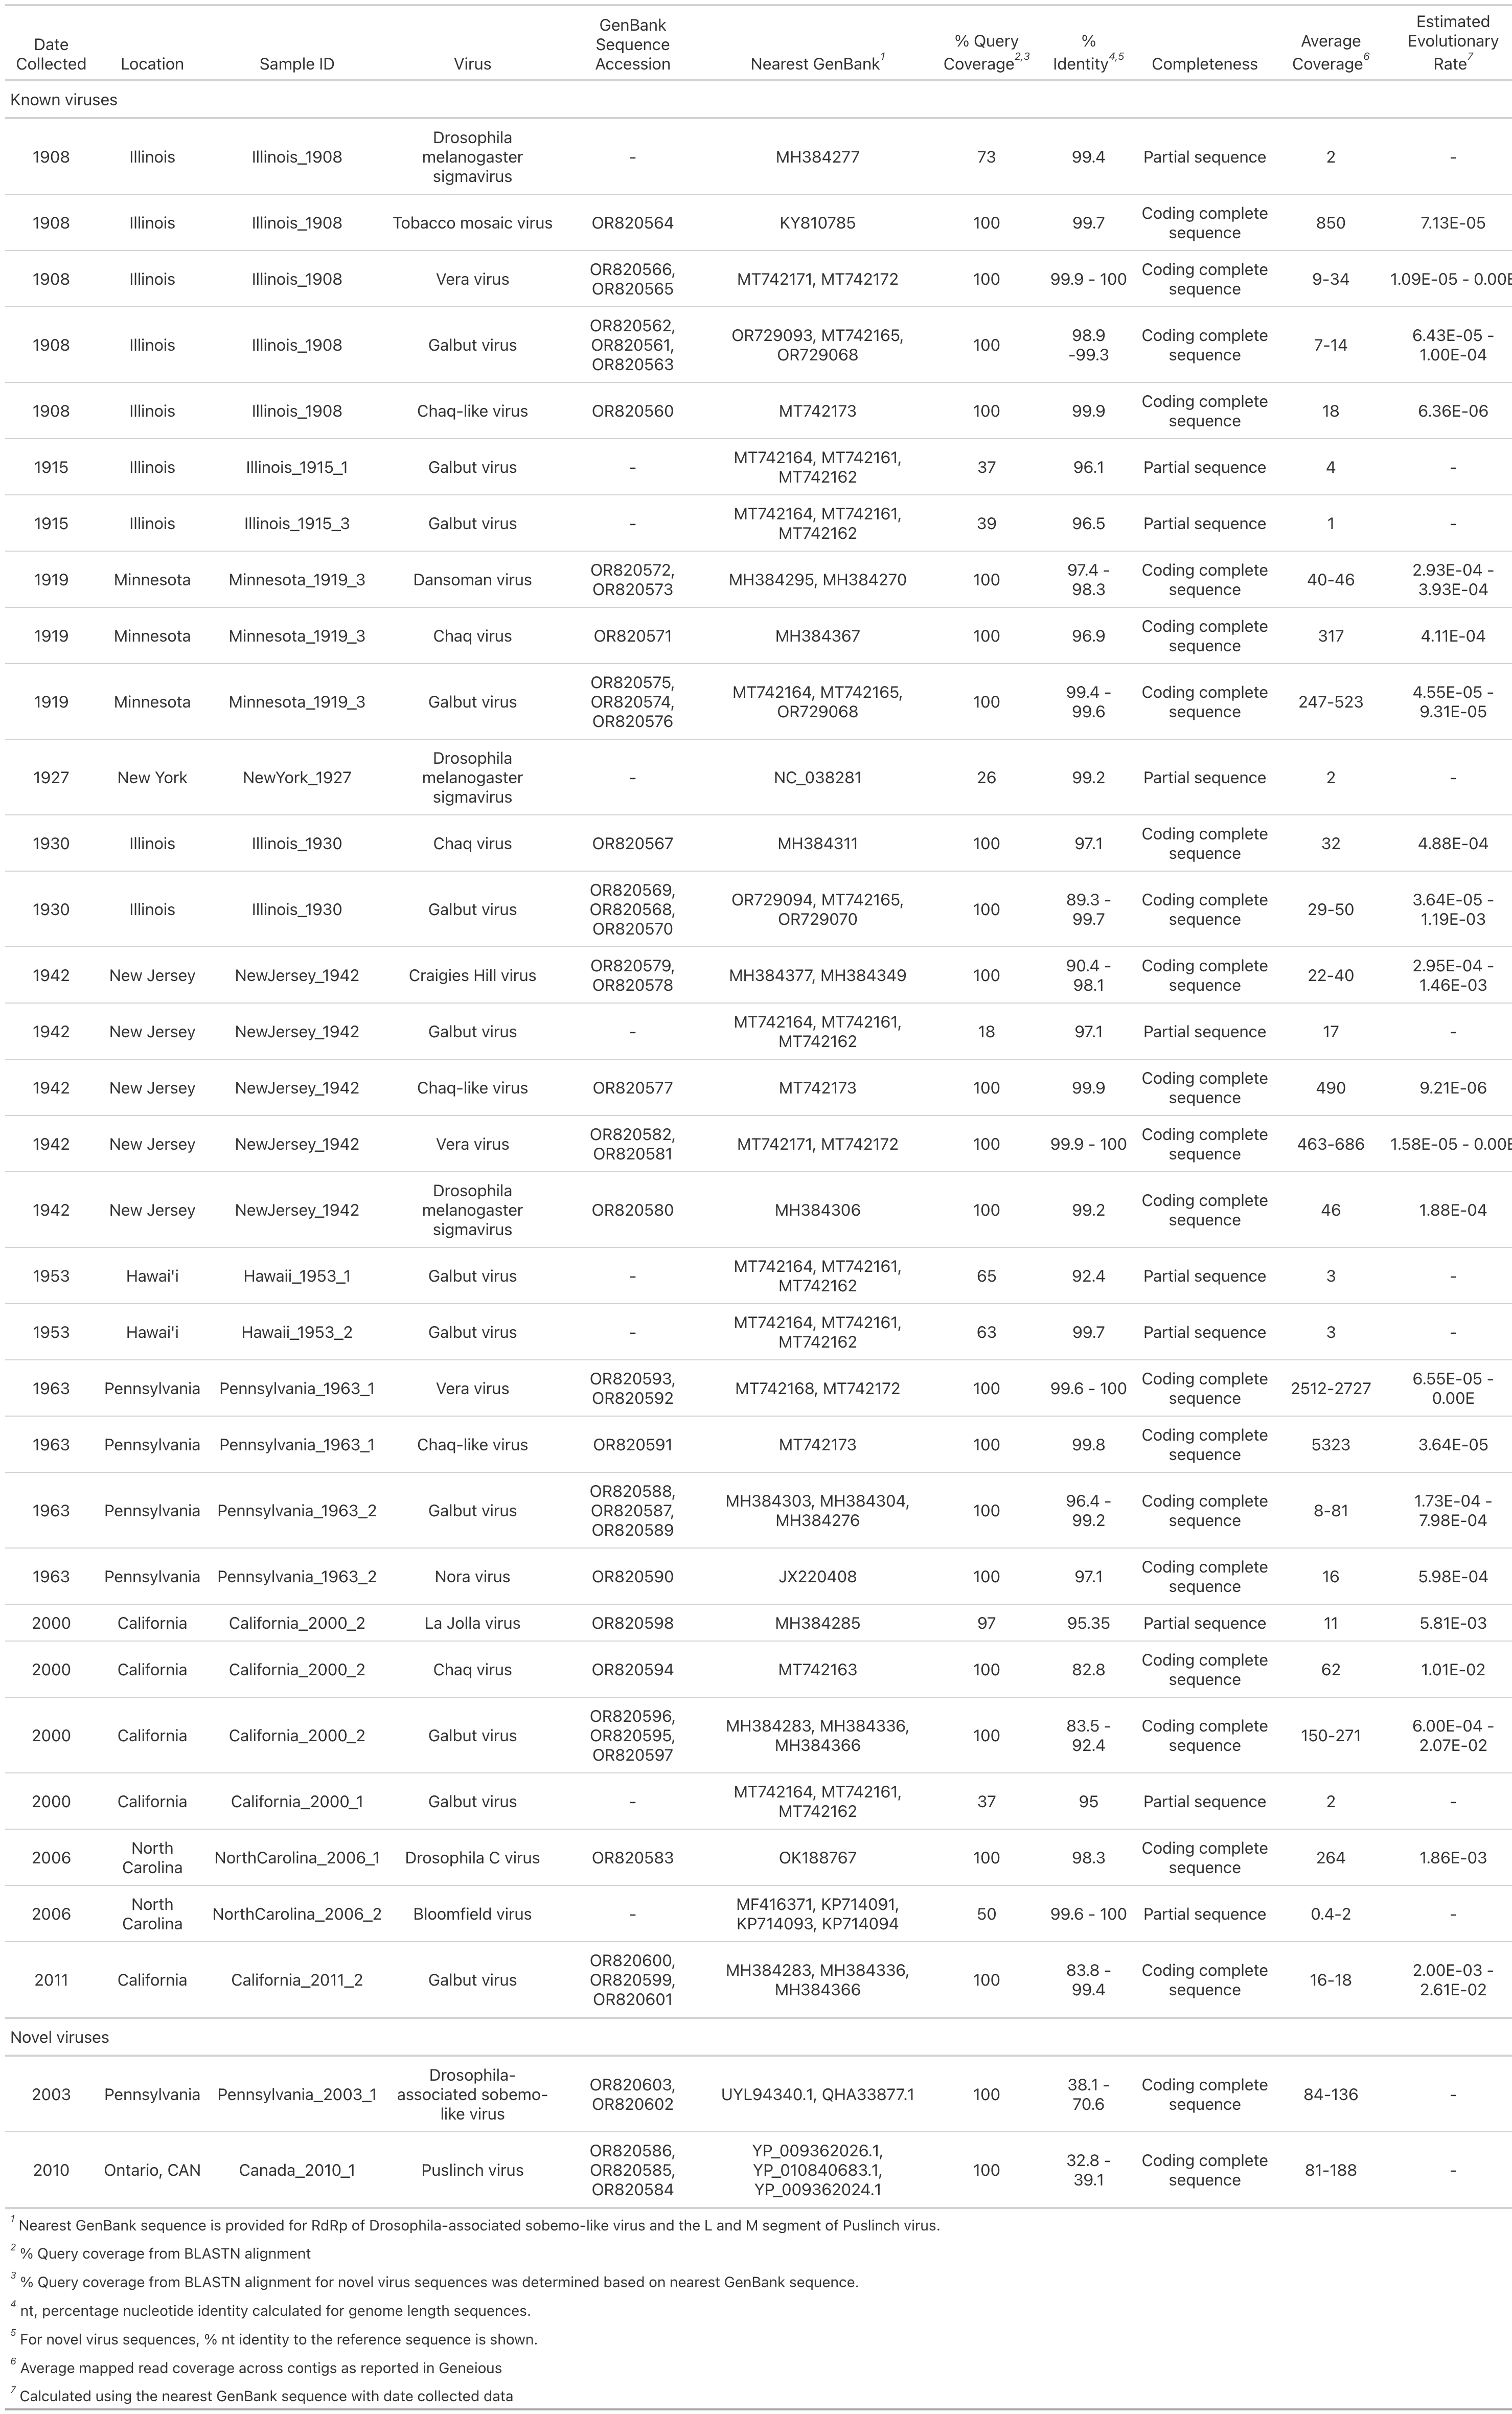 Date Collected Location Sample ID Virus GenBank Sequence Accession Nearest GenBank1 % Query Coverage2,3 % Identity4,5 Completeness Average Coverage6 Estimated Evolutionary Rate7
Known viruses
1908 Illinois Illinois_1908 Drosophila melanogaster sigmavirus - MH384277 73 99.4 Partial sequence 2 -
1908 Illinois Illinois_1908 Tobacco mosaic virus OR820564 KY810785 100 99.7 Coding complete sequence 850 7.13E-05
1908 Illinois Illinois_1908 Vera virus OR820566, OR820565 MT742171, MT742172 100 99.9 - 100 Coding complete sequence 9-34 1.09E-05 - 0.00E
1908 Illinois Illinois_1908 Galbut virus OR820562, OR820561, OR820563 OR729093, MT742165, OR729068 100 98.9 -99.3 Coding complete sequence 7-14 6.43E-05 - 1.00E-04
1908 Illinois Illinois_1908 Chaq-like virus OR820560 MT742173 100 99.9 Coding complete sequence 18 6.36E-06
1915 Illinois Illinois_1915_1 Galbut virus - MT742164, MT742161, MT742162 37 96.1 Partial sequence 4 -
1915 Illinois Illinois_1915_3 Galbut virus - MT742164, MT742161, MT742162 39 96.5 Partial sequence 1 -
1919 Minnesota Minnesota_1919_3 Dansoman virus OR820572, OR820573 MH384295, MH384270 100 97.4 - 98.3 Coding complete sequence 40-46 2.93E-04 - 3.93E-04
1919 Minnesota Minnesota_1919_3 Chaq virus OR820571 MH384367 100 96.9 Coding complete sequence 317 4.11E-04
1919 Minnesota Minnesota_1919_3 Galbut virus OR820575, OR820574, OR820576 MT742164, MT742165, OR729068 100 99.4 - 99.6 Coding complete sequence 247-523 4.55E-05 - 9.31E-05
1927 New York NewYork_1927 Drosophila melanogaster sigmavirus - NC_038281 26 99.2 Partial sequence 2 -
1930 Illinois Illinois_1930 Chaq virus OR820567 MH384311 100 97.1 Coding complete sequence 32 4.88E-04
1930 Illinois Illinois_1930 Galbut virus OR820569, OR820568, OR820570 OR729094, MT742165, OR729070 100 89.3 - 99.7 Coding complete sequence 29-50 3.64E-05 - 1.19E-03
1942 New Jersey NewJersey_1942 Craigies Hill virus OR820579, OR820578 MH384377, MH384349 100 90.4 - 98.1 Coding complete sequence 22-40 2.95E-04 - 1.46E-03
1942 New Jersey NewJersey_1942 Galbut virus - MT742164, MT742161, MT742162 18 97.1 Partial sequence 17 -
1942 New Jersey NewJersey_1942 Chaq-like virus OR820577 MT742173 100 99.9 Coding complete sequence 490 9.21E-06
1942 New Jersey NewJersey_1942 Vera virus OR820582, OR820581 MT742171, MT742172 100 99.9 - 100 Coding complete sequence 463-686 1.58E-05 - 0.00E
1942 New Jersey NewJersey_1942 Drosophila melanogaster sigmavirus OR820580 MH384306 100 99.2 Coding complete sequence 46 1.88E-04
1953 Hawai'i Hawaii_1953_1 Galbut virus - MT742164, MT742161, MT742162 65 92.4 Partial sequence 3 -
1953 Hawai'i Hawaii_1953_2 Galbut virus - MT742164, MT742161, MT742162 63 99.7 Partial sequence 3 -
1963 Pennsylvania Pennsylvania_1963_1 Vera virus OR820593, OR820592 MT742168, MT742172 100 99.6 - 100 Coding complete sequence 2512-2727 6.55E-05 - 0.00E
1963 Pennsylvania Pennsylvania_1963_1 Chaq-like virus OR820591 MT742173 100 99.8 Coding complete sequence 5323 3.64E-05
1963 Pennsylvania Pennsylvania_1963_2 Galbut virus OR820588, OR820587, OR820589 MH384303, MH384304, MH384276 100 96.4 - 99.2 Coding complete sequence 8-81 1.73E-04 - 7.98E-04
1963 Pennsylvania Pennsylvania_1963_2 Nora virus OR820590 JX220408 100 97.1 Coding complete sequence 16 5.98E-04
2000 California California_2000_2 La Jolla virus OR820598 MH384285 97 95.35 Partial sequence 11 5.81E-03
2000 California California_2000_2 Chaq virus OR820594 MT742163 100 82.8 Coding complete sequence 62 1.01E-02
2000 California California_2000_2 Galbut virus OR820596, OR820595, OR820597 MH384283, MH384336, MH384366 100 83.5 - 92.4 Coding complete sequence 150-271 6.00E-04 - 2.07E-02
2000 California California_2000_1 Galbut virus - MT742164, MT742161, MT742162 37 95 Partial sequence 2 -
2006 North Carolina NorthCarolina_2006_1 Drosophila C virus OR820583 OK188767 100 98.3 Coding complete sequence 264 1.86E-03
2006 North Carolina NorthCarolina_2006_2 Bloomfield virus - MF416371, KP714091, KP714093, KP714094 50 99.6 - 100 Partial sequence 0.4-2 -
2011 California California_2011_2 Galbut virus OR820600, OR820599, OR820601 MH384283, MH384336, MH384366 100 83.8 - 99.4 Coding complete sequence 16-18 2.00E-03 - 2.61E-02
Novel viruses
2003 Pennsylvania Pennsylvania_2003_1 Drosophila-associated sobemo-like virus OR820603, OR820602 UYL94340.1, QHA33877.1 100 38.1 - 70.6 Coding complete sequence 84-136 -
2010 Ontario, CAN Canada_2010_1 Puslinch virus OR820586, OR820585, OR820584 YP_009362026.1, YP_010840683.1, YP_009362024.1 100 32.8 - 39.1 Coding complete sequence 81-188 -
1 Nearest GenBank sequence is provided for RdRp of Drosophila-associated sobemo-like virus and the L and M segment of Puslinch virus.
2 % Query coverage from BLASTN alignment
3 % Query coverage from BLASTN alignment for novel virus sequences was determined based on nearest GenBank sequence.
4 nt, percentage nucleotide identity calculated for genome length sequences.
5 For novel virus sequences, % nt identity to the reference sequence is shown.
6 Average mapped read coverage across contigs as reported in Geneious
7 Calculated using the nearest GenBank sequence with date collected data